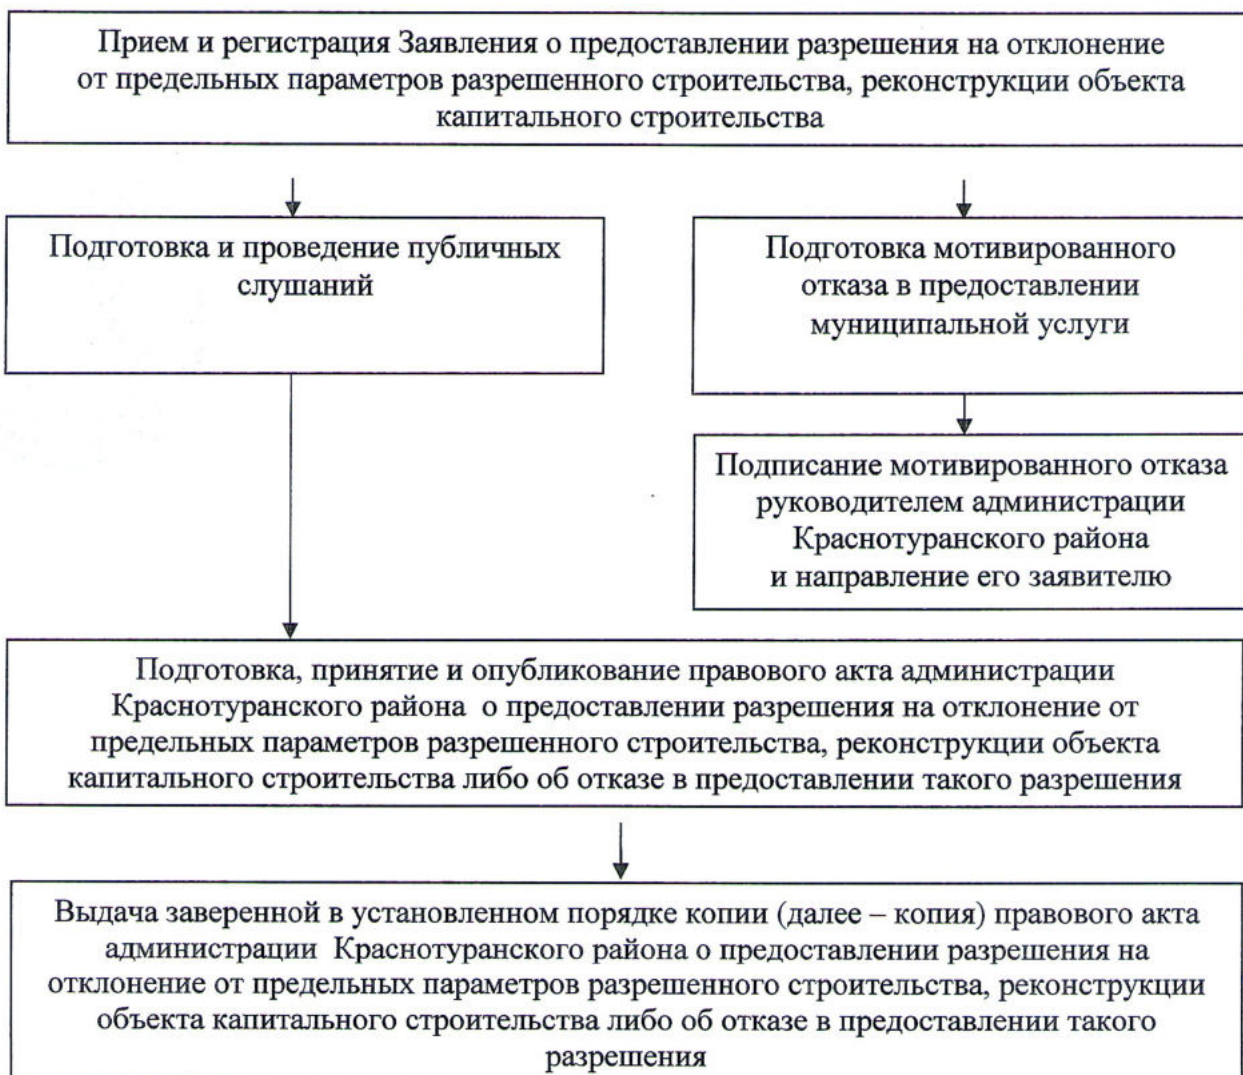 Прием и регистрация Заявления о предоставлении разрешения на отклонение
от предельных параметров разрешенного строительства, реконструкции объекта
капитального строительства
Подготовка и проведение публичных
слушаний
Подготовка мотивированного
отказа в предоставлении
муниципальной услуги
Подписание мотивированного отказа
руководителем администрации
Краснотуранского района
и направление его заявителю
Подготовка, принятие и опубликование правового акта администрации
Краснотуранского района о предоставлении разрешения на отклонение от
предельных параметров разрешенного строительства, реконструкции объекта
капитального строительства либо об отказе в предоставлении такого разрешения
Выдача заверенной в установленном порядке копии (далее – копия) правового акта
администрации Краснотуранского района о предоставлении разрешения на
отклонение от предельных параметров разрешенного строительства, реконструкции
объекта капитального строительства либо об отказе в предоставлении такого
разрешения